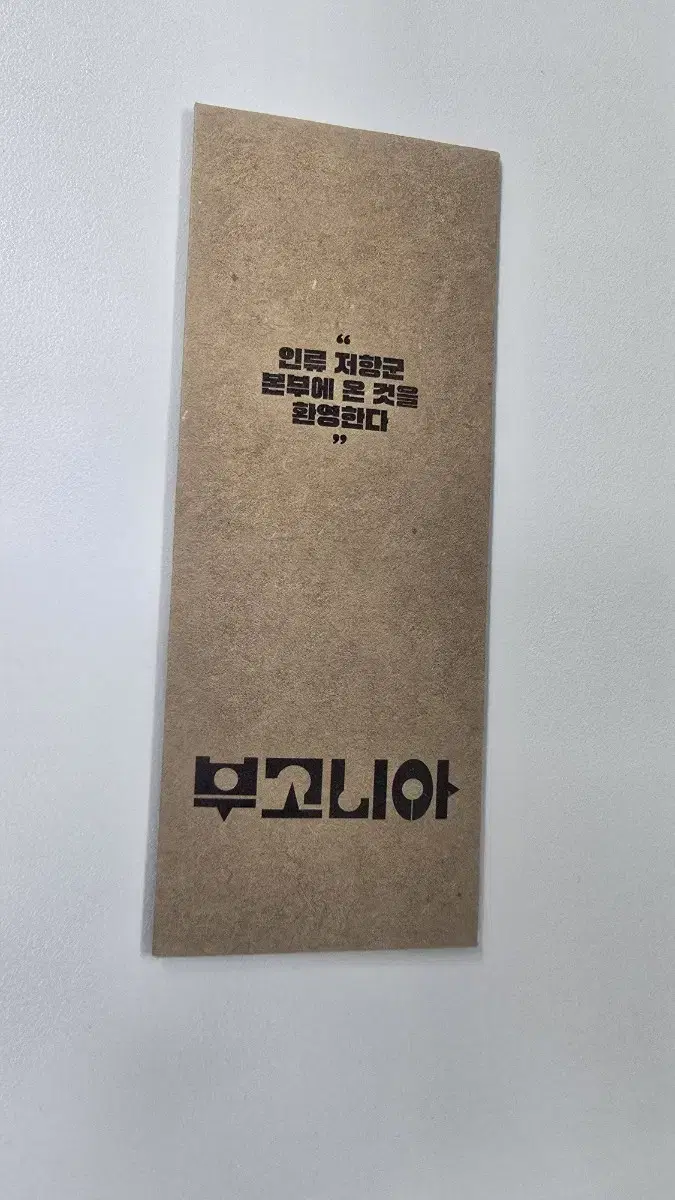 “
인류 저항군
본부에 온 것을
환영한다
”
부고니아